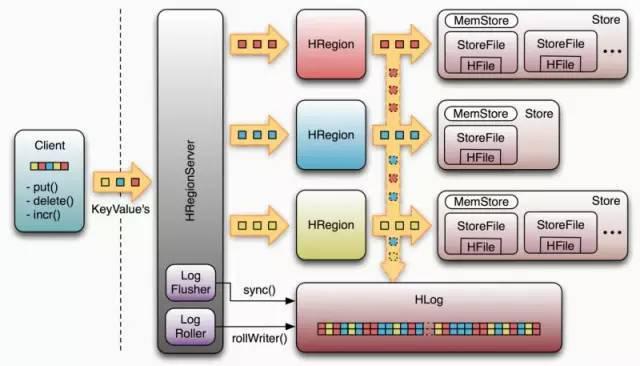 Client
- put()
- delete()
- incr()
KeyValue's
HRegionServer
Log
Flusher
Log
Roller
sync()
rollWriter()
HRegion
HRegion
HRegion
MemStore
Store
StoreFile
HFile
StoreFile
HFile
...
MemStore
Store
StoreFile
HFile
MemStore
Store
StoreFile
HFile
StoreFile
HFile
...
HLog